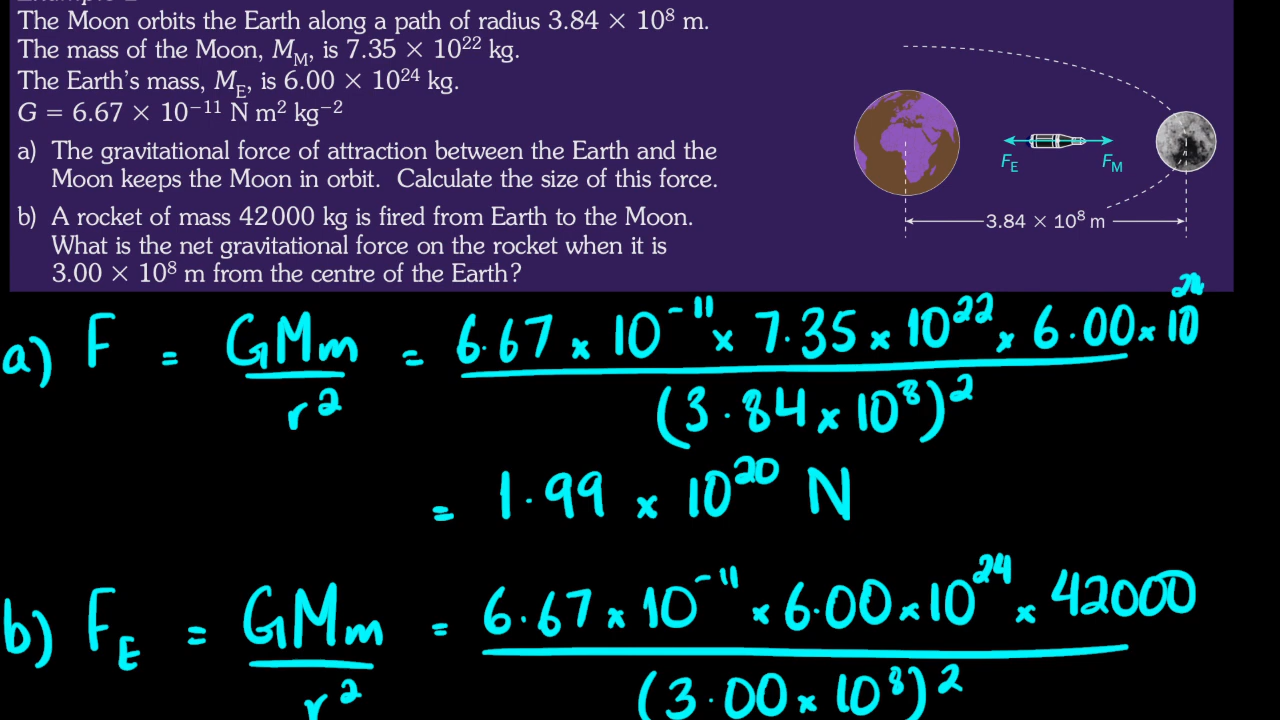 The Moon orbits the Earth along a path of radius 3.84 × 10⁸ m.
The mass of the Moon, M_M, is 7.35 × 10²² kg.
The Earth's mass, M_E, is 6.00 × 10²⁴ kg.
G = 6.67 × 10⁻¹¹ N m² kg⁻²
a) The gravitational force of attraction between the Earth and the
Moon keeps the Moon in orbit. Calculate the size of this force.
b) A rocket of mass 42 000 kg is fired from Earth to the Moon.
What is the net gravitational force on the rocket when it is
3.00 × 10⁸ m from the centre of the Earth?
F_E F_M
3.84 × 10⁸ m
a) F = GMm / r² = 6.67 × 10⁻¹¹ × 7.35 × 10²² × 6.00 × 10²⁴ / (3.84 × 10⁸)²
= 1.99 × 10²⁰ N
b) F_E = GMm / r² = 6.67 × 10⁻¹¹ × 6.00 × 10²⁴ × 42000 / (3.00 × 10⁸)²